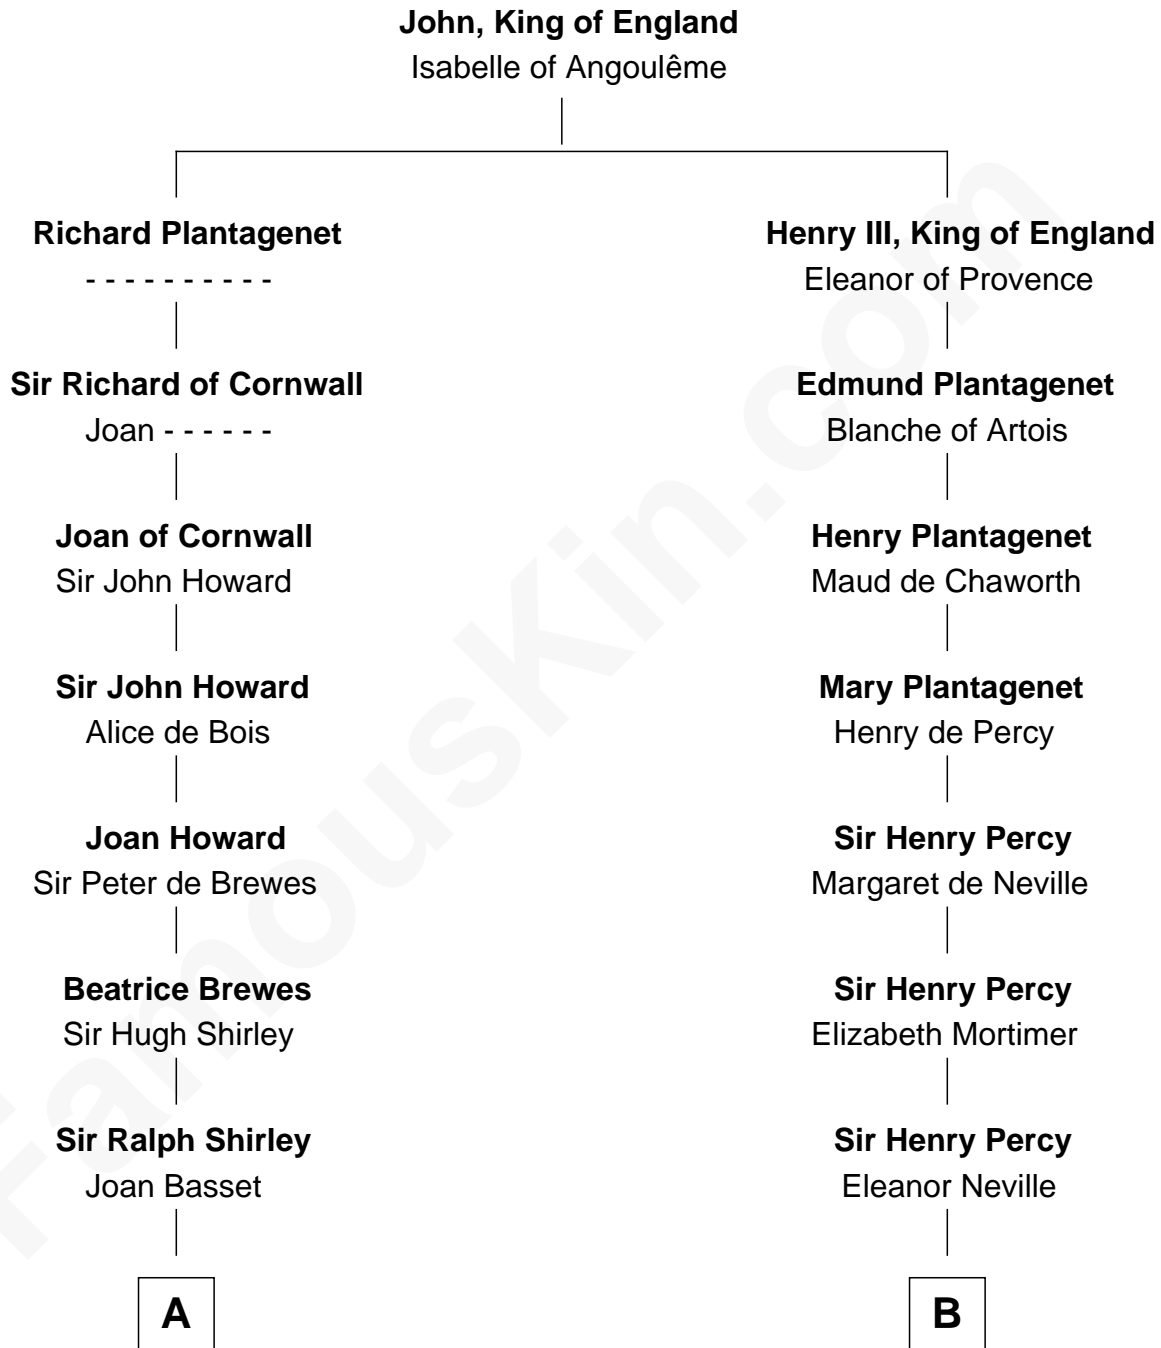 John, King of England
Isabelle of Angoulême
Richard Plantagenet
- - - - - - - - - -
Sir Richard of Cornwall
Joan - - - - - -
Joan of Cornwall
Sir John Howard
Sir John Howard
Alice de Bois
Joan Howard
Sir Peter de Brewes
Beatrice Brewes
Sir Hugh Shirley
Sir Ralph Shirley
Joan Basset
A
Henry III, King of England
Eleanor of Provence
Edmund Plantagenet
Blanche of Artois
Henry Plantagenet
Maud de Chaworth
Mary Plantagenet
Henry de Percy
Sir Henry Percy
Margaret de Neville
Sir Henry Percy
Elizabeth Mortimer
Sir Henry Percy
Eleanor Neville
B
FamousKin.com